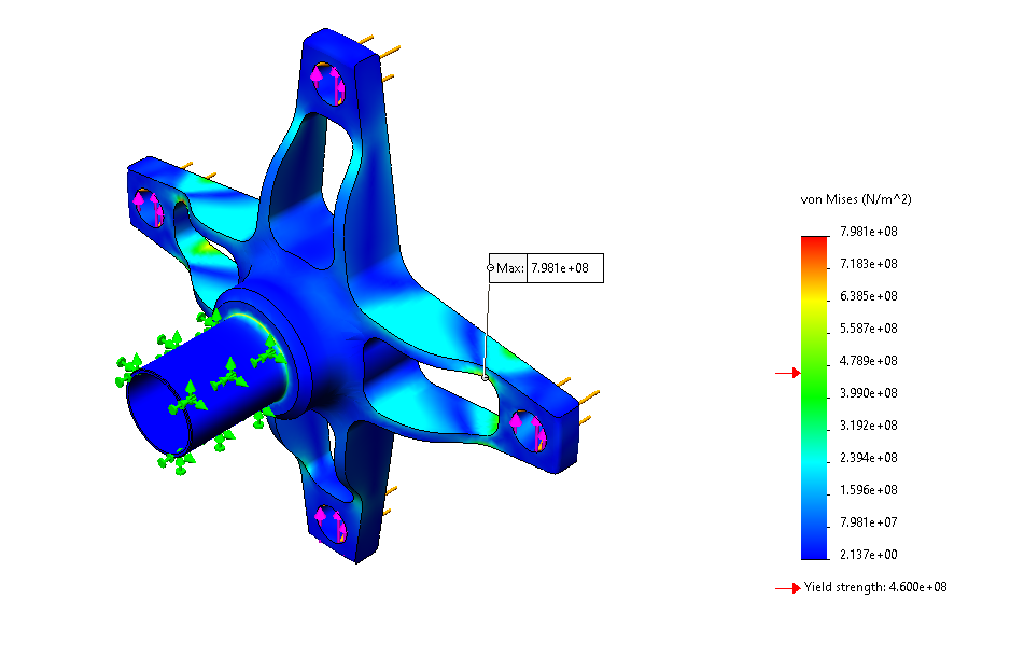 von Mises (N/m^2)
7.981e+08
7.183e+08
Max: 7.981e+08
6.385e+08
5.587e+08
4.789e+08
3.990e+08
3.192e+08
2.394e+08
1.596e+08
7.981e+07
2.137e+00
Yield strength: 4.600e+08